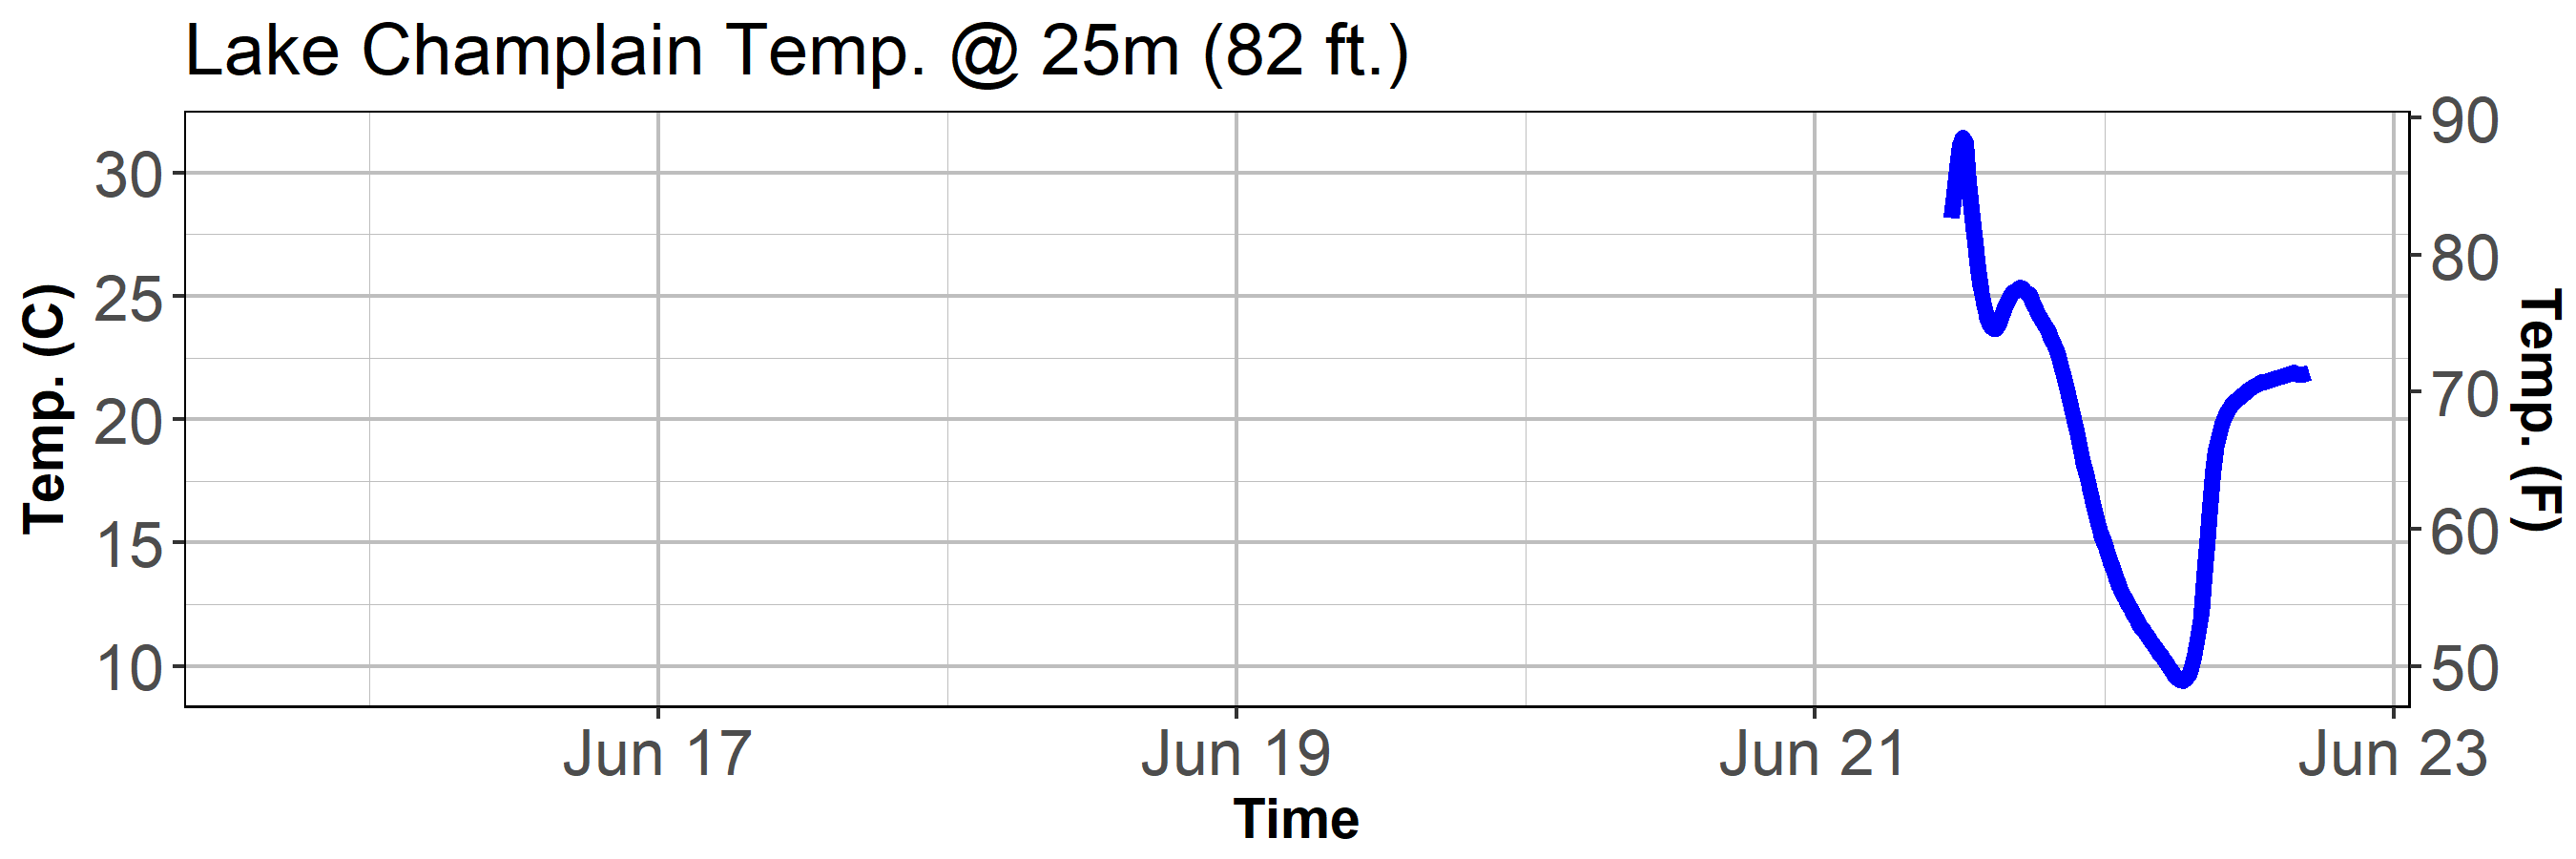 Lake Champlain Temp. @ 25m (82 ft.)
90
30
80
25
70
20
60
15
50
10
Temp. (C)
Temp. (F)
Jun 17 Jun 19 Jun 21 Jun 23
Time